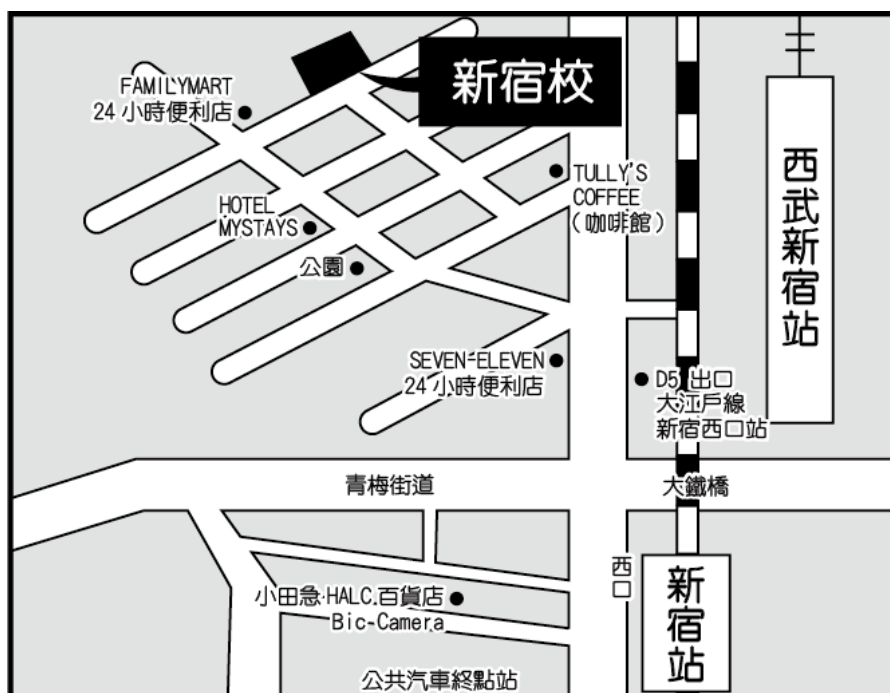 新宿校
FAMILYMART
24 小時便利店
西武新宿站
TULLY'S
COFFEE
(咖啡館)
HOTEL
MYSTAYS
公園
SEVEN-ELEVEN
24 小時便利店
D5 出口
大江戶線
新宿西口站
青梅街道
大鐵橋
西口
新宿站
小田急·HALC 百貨店
Bic-Camera
公共汽車終點站